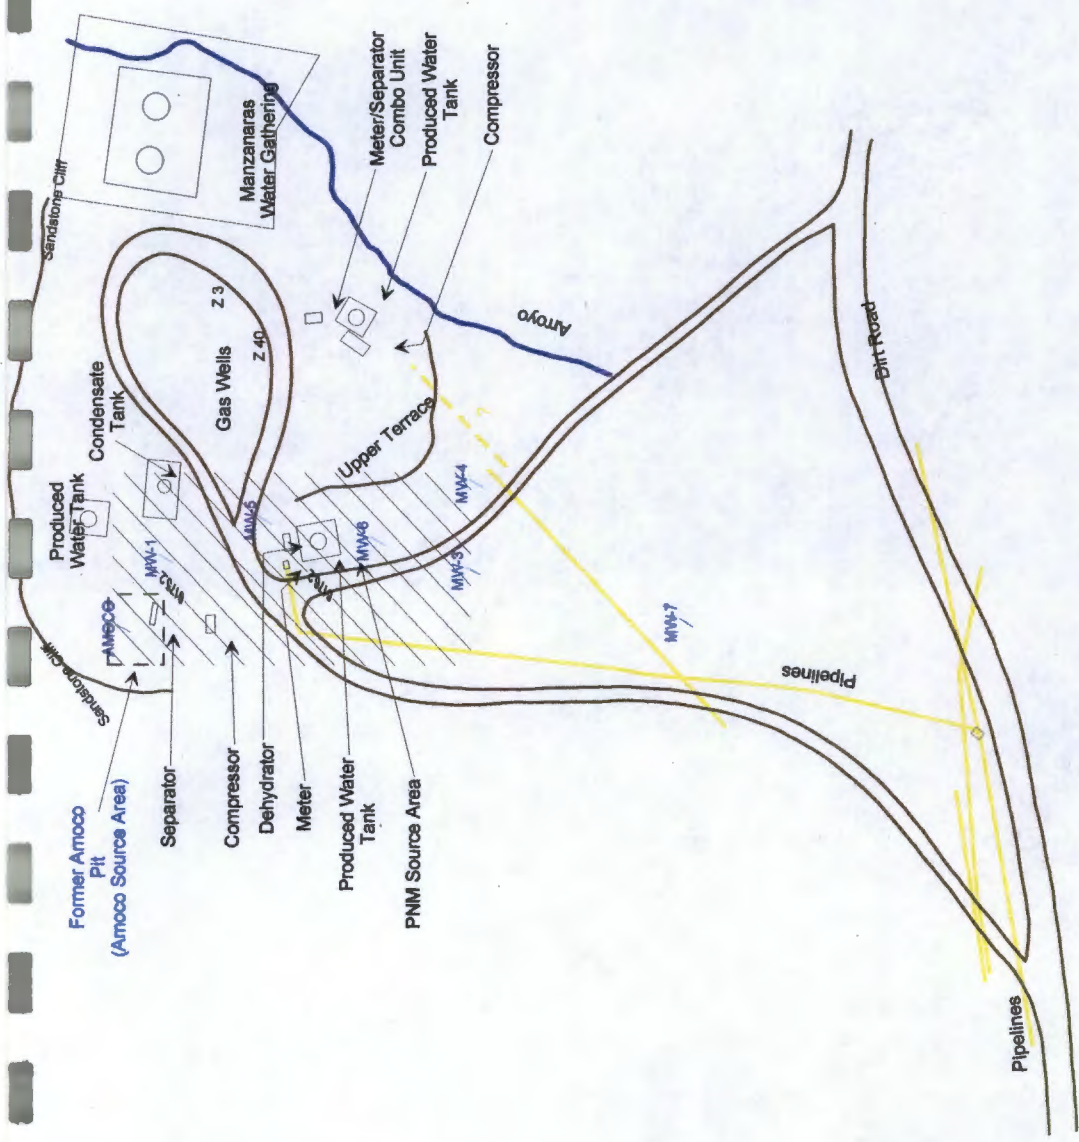 Sandstone Cliff
Manzanaras
Water Gathering
Meter/Separator
Combo Unit
Produced Water
Tank
Compressor
Z 3
Z 40
Gas Wells
Arroyo
Condensate
Tank
Upper Terrace
Dirt Road
Produced
Water Tank
MW-1
MW-5
MW-6
MW-4
MW-3
MW-7
AMOCO
Sandstone Cliff
Pipelines
Former Amoco
Pit
(Amoco Source Area)
Separator
Compressor
Dehydrator
Meter
Produced Water
Tank
PNM Source Area
Pipelines